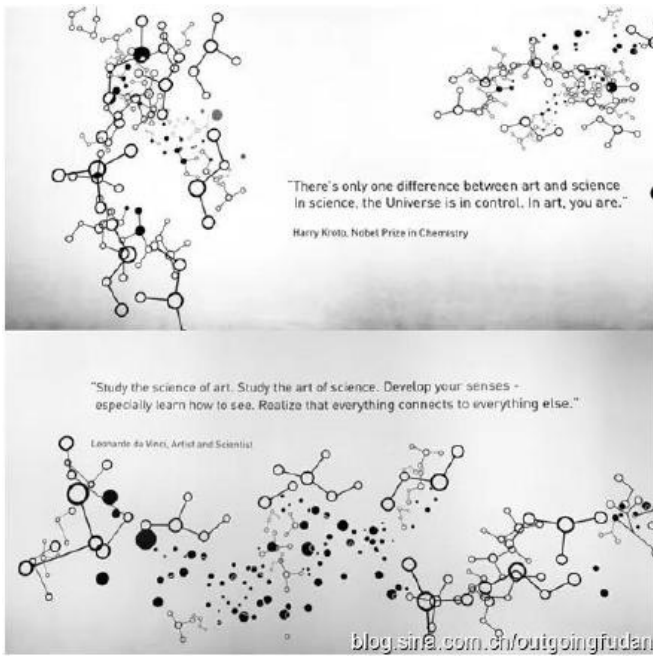 "There's only one difference between art and science
In science, the Universe is in control. In art, you are."
Harry Kroto, Nobel Prize in Chemistry
"Study the science of art. Study the art of science. Develop your senses -
especially learn how to see. Realize that everything connects to everything else."
Leonardo da Vinci, Artist and Scientist
blog.sina.com.cn/outgoingfudan